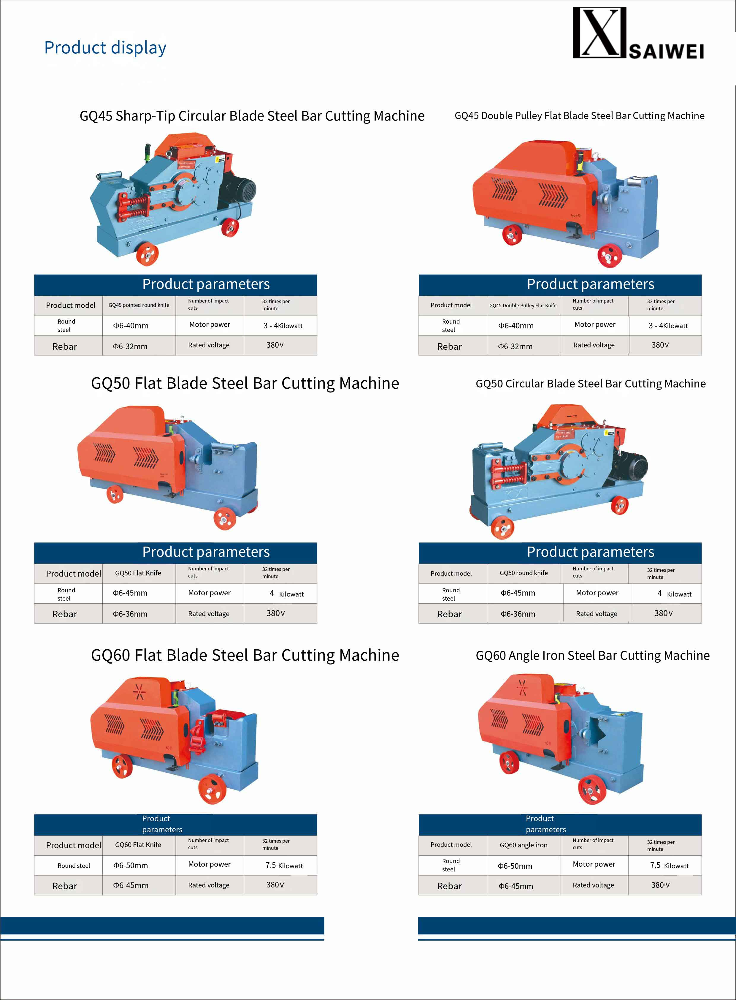 Product display
X
SAIWEI
GQ45 Sharp-Tip Circular Blade Steel Bar Cutting Machine
GQ45 Double Pulley Flat Blade Steel Bar Cutting Machine
Silent version
Type 45
Product parameters
Product model
GQ45 pointed round knife
Number of impact
cuts
32 times per
minute
Round
steel
Φ6-40mm
Motor power
3 - 4Kilowatt
Rebar
Φ6-32mm
Rated voltage
380V
Product parameters
Product model
GQ45 Double Pulley Flat Knife
Number of impact
cuts
32 times per
minute
Round
steel
Φ6-40mm
Motor power
3 - 4Kilowatt
Rebar
Φ6-32mm
Rated voltage
380V
GQ50 Flat Blade Steel Bar Cutting Machine
GQ50 Circular Blade Steel Bar Cutting Machine
Silence and
joy cut off
KX
Product parameters
Product model
GQ50 Flat Knife
Number of impact
cuts
32 times per
minute
Round
steel
Φ6-45mm
Motor power
4 Kilowatt
Rebar
Φ6-36mm
Rated voltage
380V
Product parameters
Product model
GQ50 round knife
Number of impact
cuts
32 times per
minute
Round
steel
Φ6-45mm
Motor power
4 Kilowatt
Rebar
Φ6-36mm
Rated voltage
380V
GQ60 Flat Blade Steel Bar Cutting Machine
GQ60 Angle Iron Steel Bar Cutting Machine
Product
parameters
Product model
GQ60 Flat Knife
Number of impact
cuts
32 times per
minute
Round steel
Φ6-50mm
Motor power
7.5 Kilowatt
Rebar
Φ6-45mm
Rated voltage
380V
Product
parameters
Product model
GQ60 angle iron
Number of impact
cuts
32 times per
minute
Round
steel
Φ6-50mm
Motor power
7.5 Kilowatt
Rebar
Φ6-45mm
Rated voltage
380V